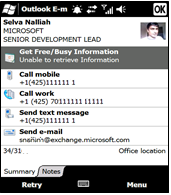 Outlook E-m
OK
Selva Nalliah
MICROSOFT
SENIOR DEVELOPMENT LEAD
Get Free/Busy Information
Unable to retrieve Information
Call mobile
+1(425)111111 1
Call work
+1 (425) 70111111 11111
Send text message
+1(425)111111 1
Send e-mail
@exchange.microsoft.com
34/31
Office location
Summary
Notes
Retry
Menu